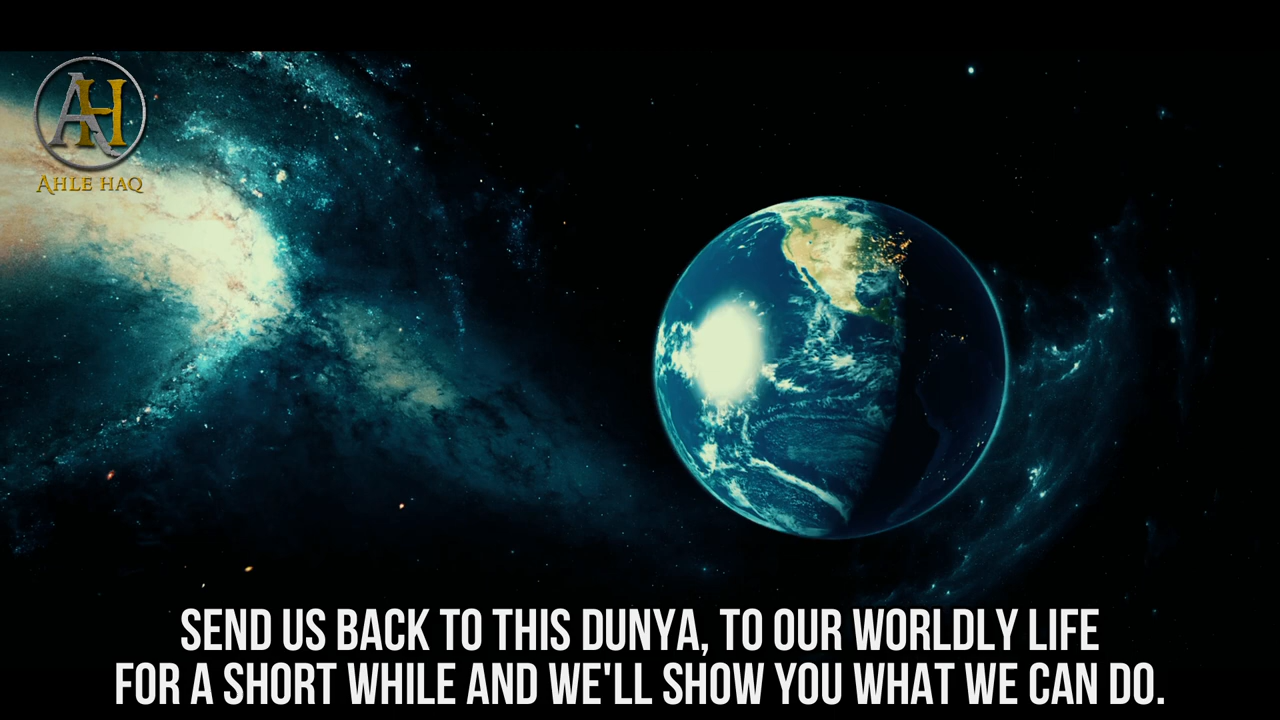 AH
AHLE HAQ
SEND US BACK TO THIS DUNYA, TO OUR WORLDLY LIFE
FOR A SHORT WHILE AND WE'LL SHOW YOU WHAT WE CAN DO.